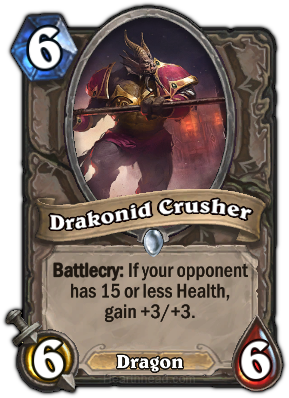 6
Drakonid Crusher
Battlecry: If your opponent
has 15 or less Health,
gain +3/+3.
6
Dragon
6